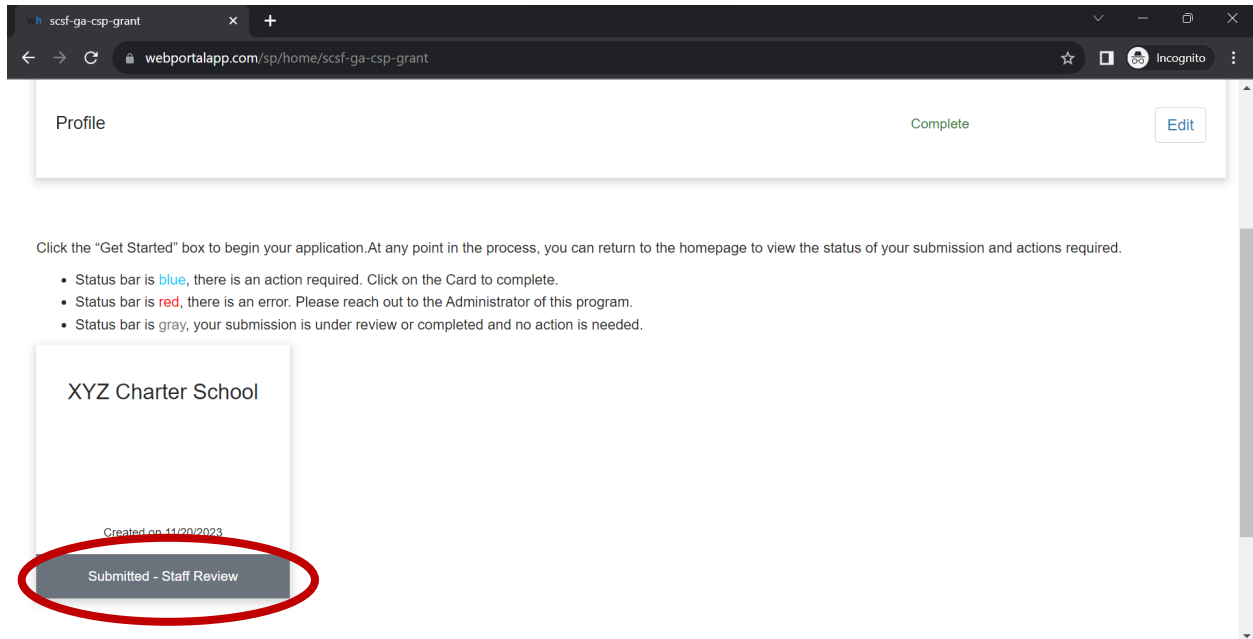 wh scsf-ga-csp-grant
webportalapp.com/sp/home/scsf-ga-csp-grant
Incognito
Profile
Complete
Edit
Click the “Get Started” box to begin your application.At any point in the process, you can return to the homepage to view the status of your submission and actions required.
• Status bar is blue, there is an action required. Click on the Card to complete.
• Status bar is red, there is an error. Please reach out to the Administrator of this program.
• Status bar is gray, your submission is under review or completed and no action is needed.
XYZ Charter School
Created on 11/20/2023
Submitted - Staff Review